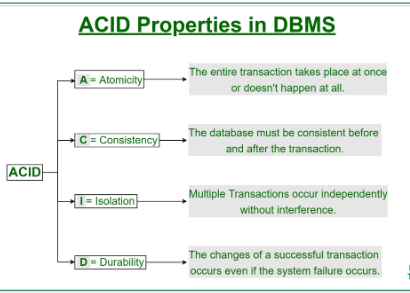 ACID Properties in DBMS
A = Atomicity
The entire transaction takes place at once
or doesn't happen at all.
C = Consistency
The database must be consistent before
and after the transaction.
ACID
I = Isolation
Multiple Transactions occur independently
without interference.
D = Durability
The changes of a successful transaction
occurs even if the system failure occurs.